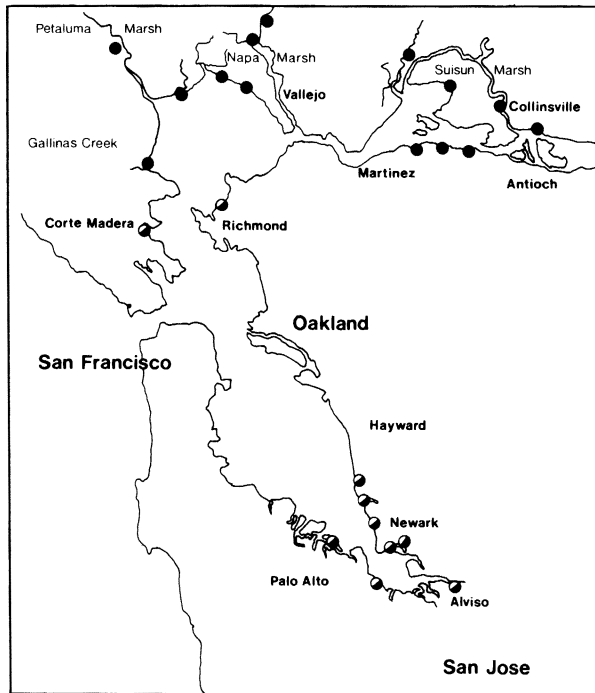 Petaluma Marsh
Napa Marsh
Suisun Marsh
Vallejo
Collinsville
Gallinas Creek
Martinez
Antioch
Corte Madera
Richmond
Oakland
San Francisco
Hayward
Newark
Palo Alto
Alviso
San Jose